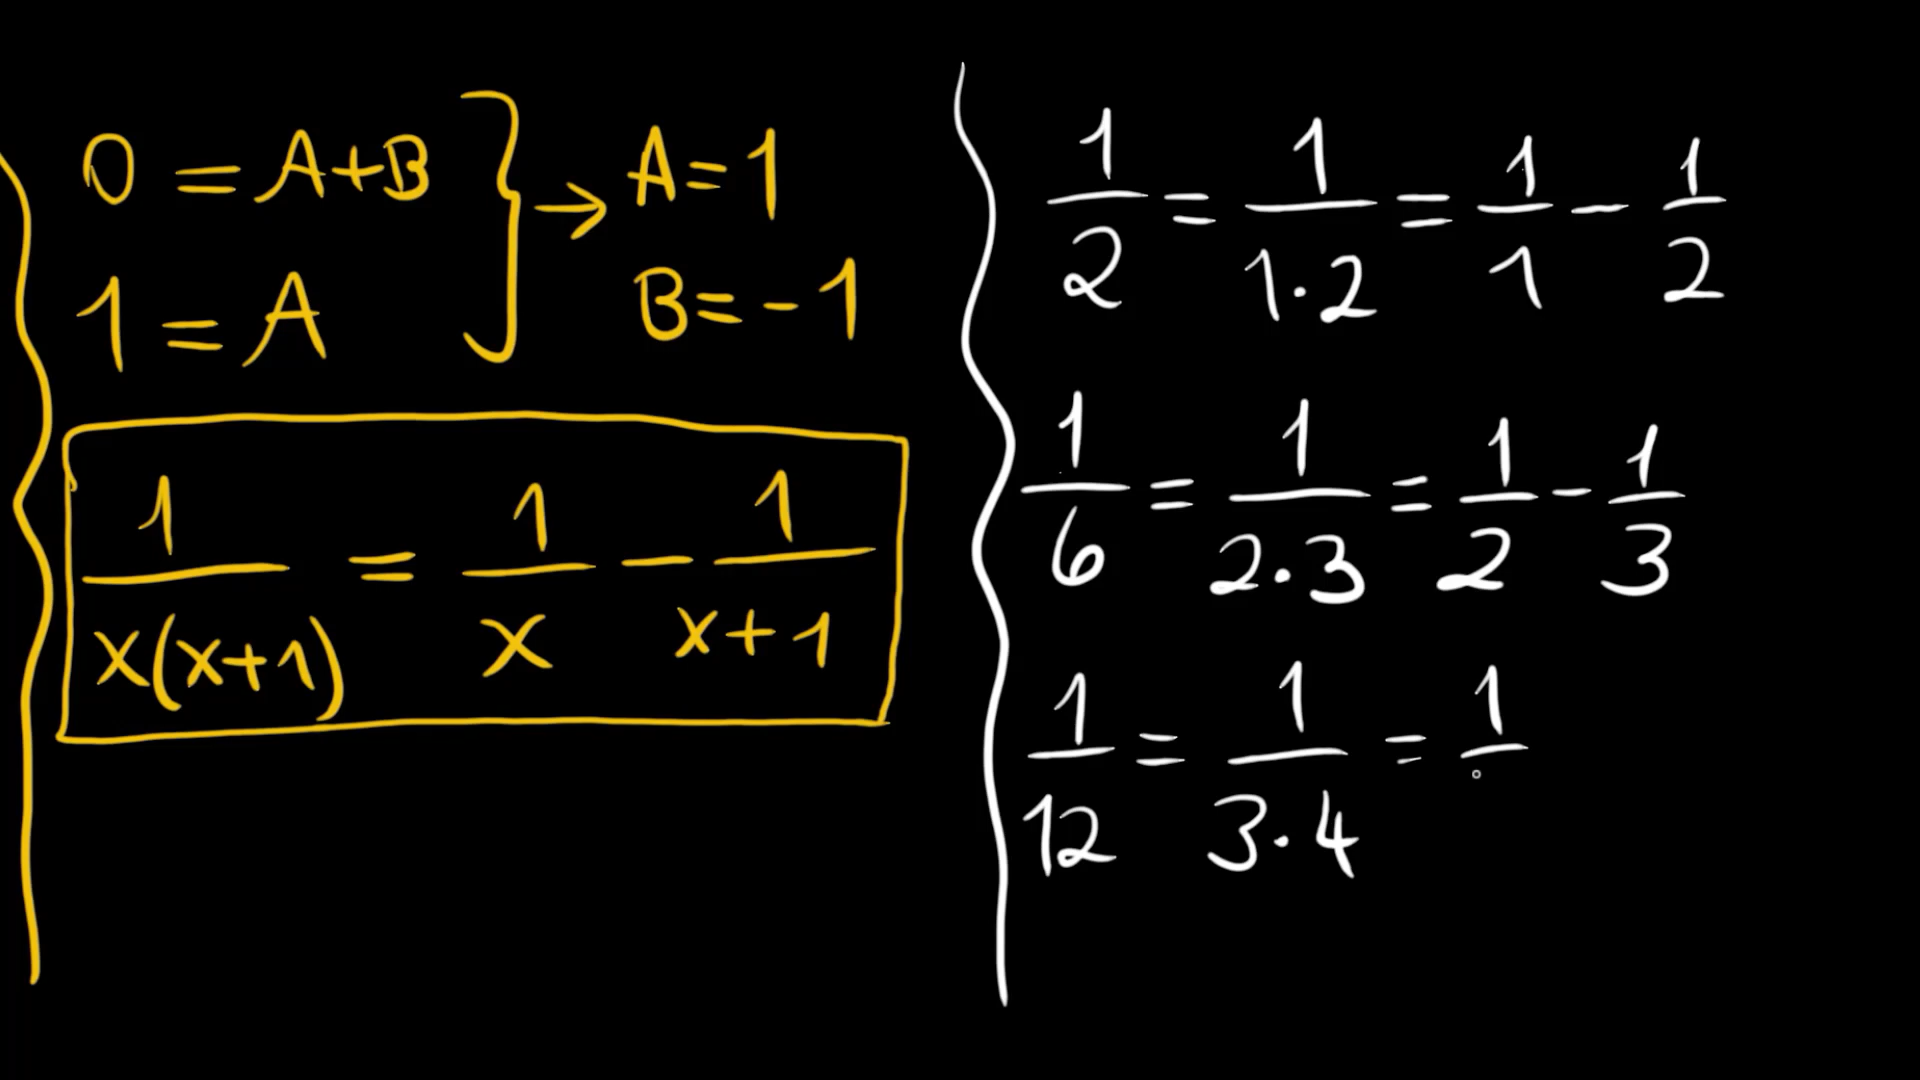 0 = A+B } → A=1
1 = A B = -1
1/x(x+1) = 1/x - 1/x+1
1/2 = 1/1·2 = 1/1 - 1/2
1/6 = 1/2·3 = 1/2 - 1/3
1/12 = 1/3·4 = 1/